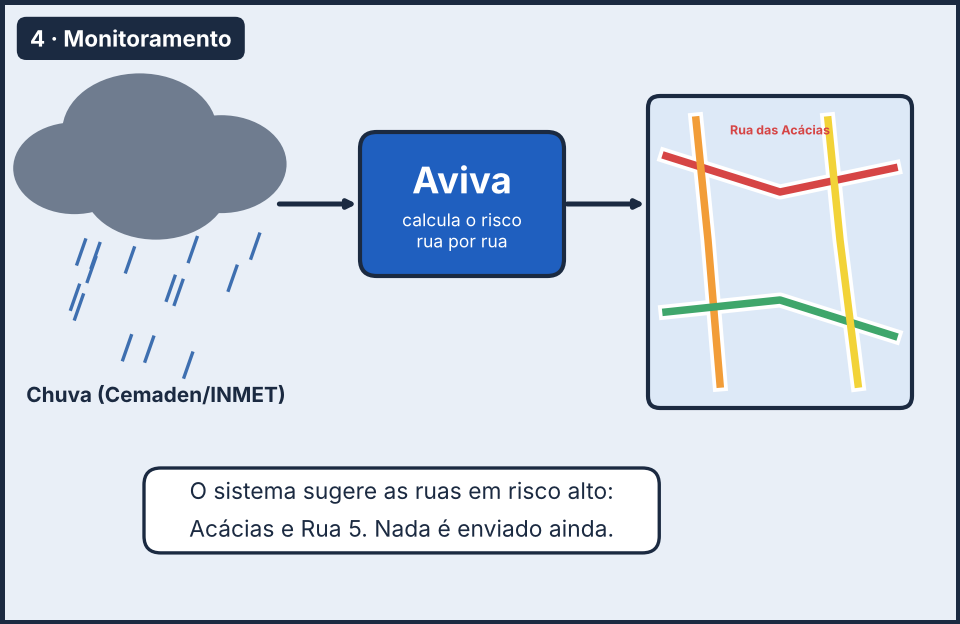 4 · Monitoramento
Chuva (Cemaden/INMET)
Aviva
calcula o risco
rua por rua
Rua das Acácias
O sistema sugere as ruas em risco alto:
Acácias e Rua 5. Nada é enviado ainda.